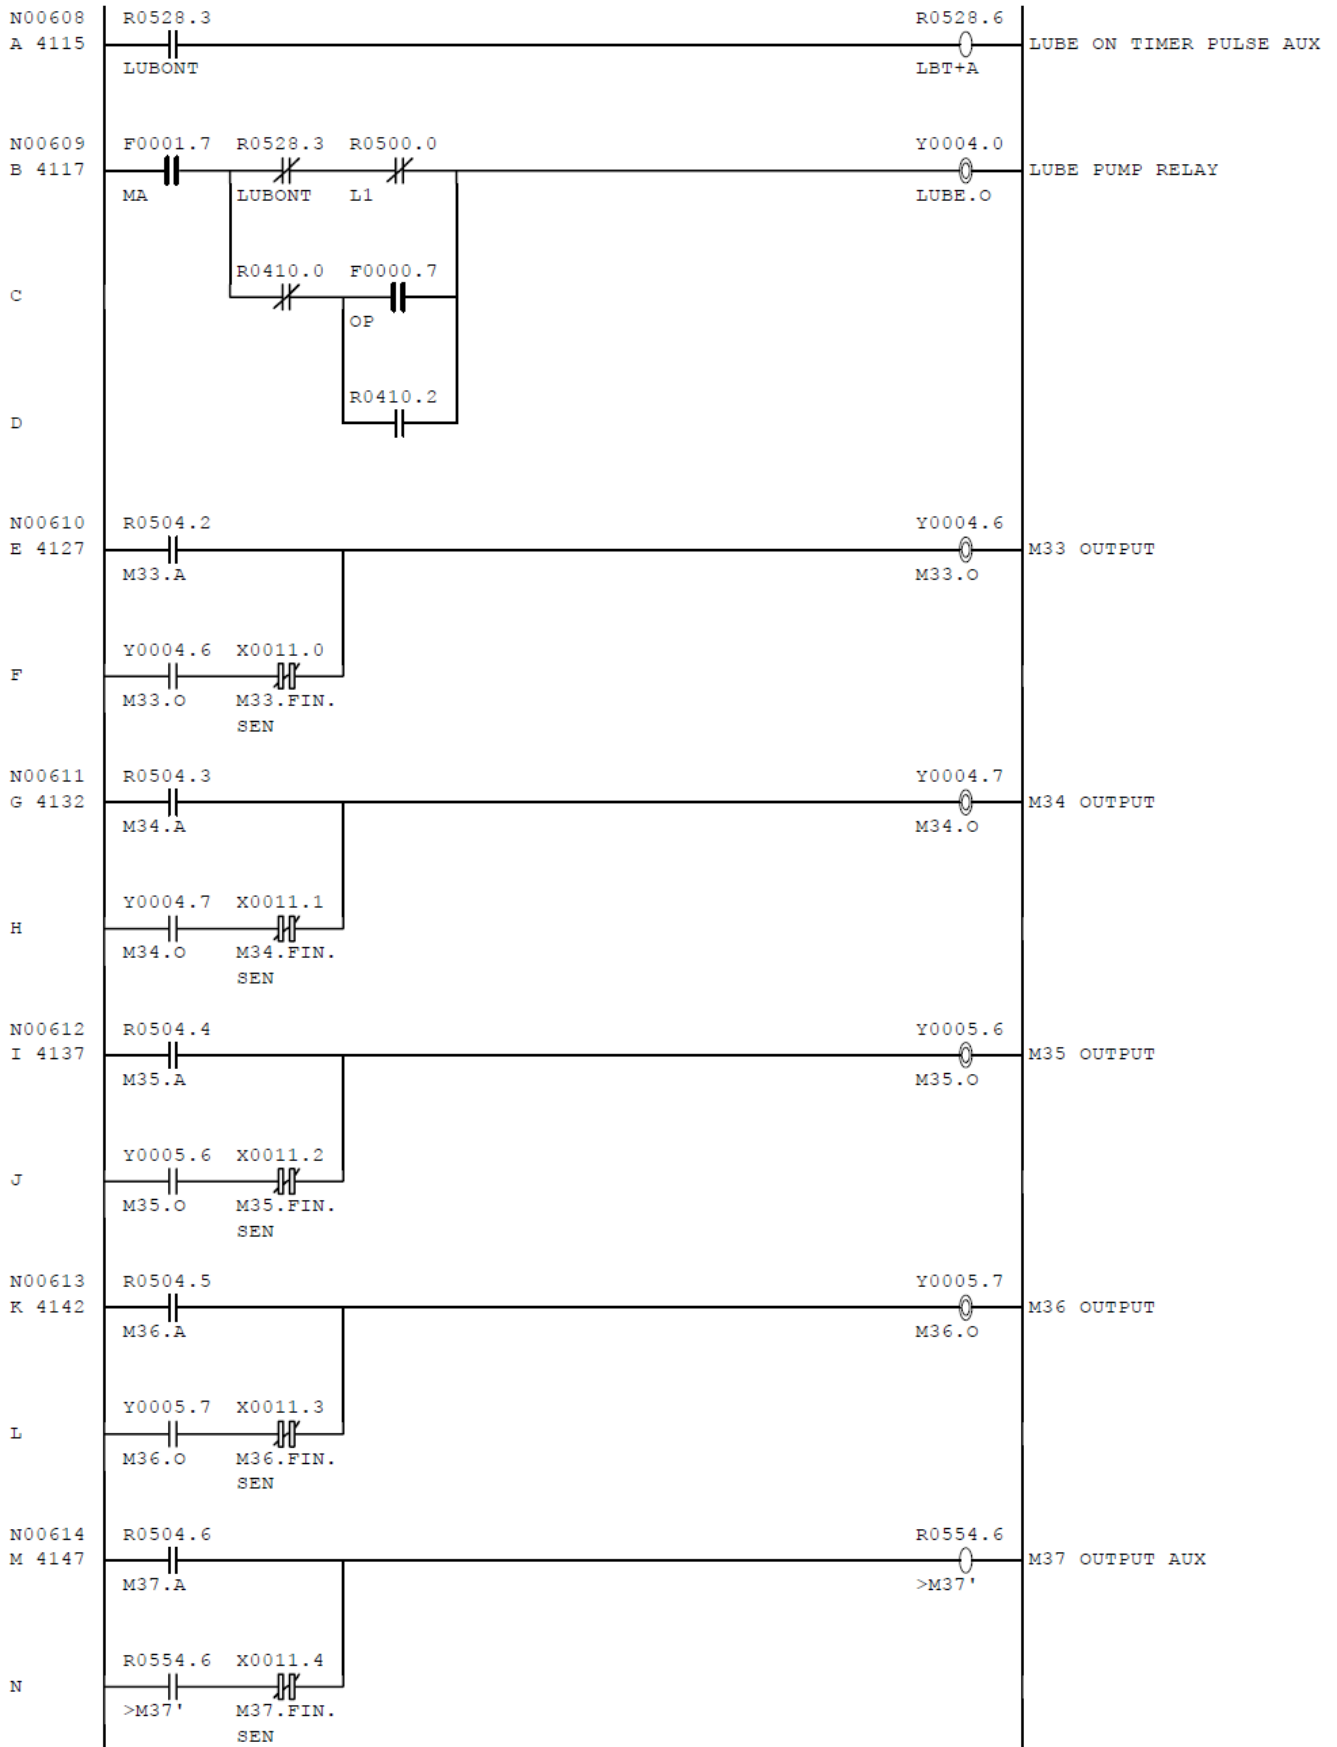 N00608 R0528.3 R0528.6
A 4115 LUBE ON TIMER PULSE AUX
LUBONT LBT+A
N00609 F0001.7 R0528.3 R0500.0 Y0004.0
B 4117 LUBE PUMP RELAY
MA LUBONT L1 LUBE.O
R0410.0 F0000.7
C
OP
R0410.2
D
N00610 R0504.2 Y0004.6
E 4127 M33 OUTPUT
M33.A M33.O
Y0004.6 X0011.0
F
M33.O M33.FIN.
SEN
N00611 R0504.3 Y0004.7
G 4132 M34 OUTPUT
M34.A M34.O
Y0004.7 X0011.1
H
M34.O M34.FIN.
SEN
N00612 R0504.4 Y0005.6
I 4137 M35 OUTPUT
M35.A M35.O
Y0005.6 X0011.2
J
M35.O M35.FIN.
SEN
N00613 R0504.5 Y0005.7
K 4142 M36 OUTPUT
M36.A M36.O
Y0005.7 X0011.3
L
M36.O M36.FIN.
SEN
N00614 R0504.6 R0554.6
M 4147 M37 OUTPUT AUX
M37.A >M37'
R0554.6 X0011.4
N
>M37' M37.FIN.
SEN